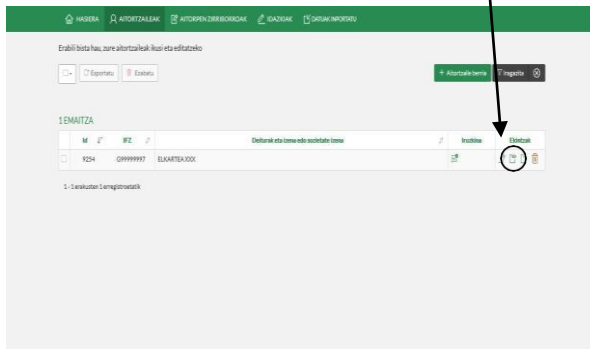 HASIERA AITORTZAILEAK AITORPEN ZIRRIBORROAK IDAZKIAK DATUAK INPORTATU
Erabili bista hau, zure aitortzaileak ikusi eta editatzeko
Esportatu Ezabatu + Aitortzaile berria Iragazita
1 EMAITZA
Id IFZ Deiturak eta izena edo sozietate izena Iruzkina Ekintzak
9254 G99999997 ELKARTEA XXX
1 - 1 erakusten 1 erregistroetatik